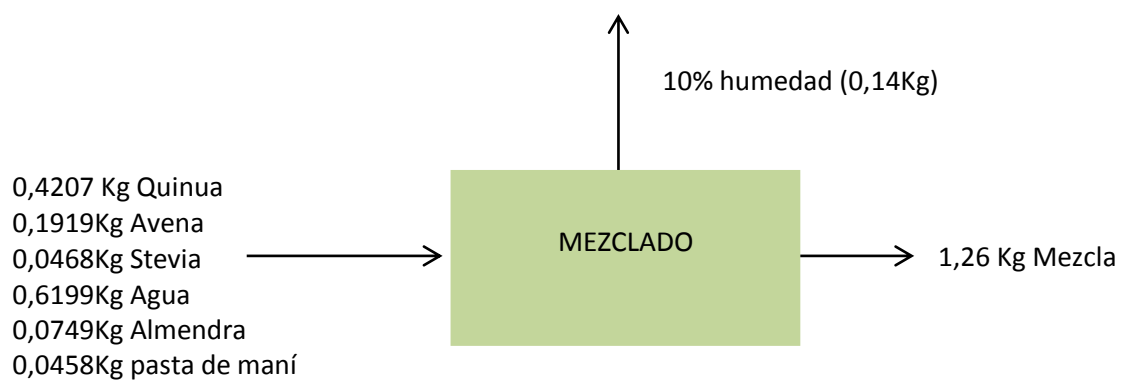 10% humedad (0,14Kg)
0,4207 Kg Quinua
0,1919Kg Avena
0,0468Kg Stevia
0,6199Kg Agua
0,0749Kg Almendra
0,0458Kg pasta de maní
MEZCLADO
1,26 Kg Mezcla